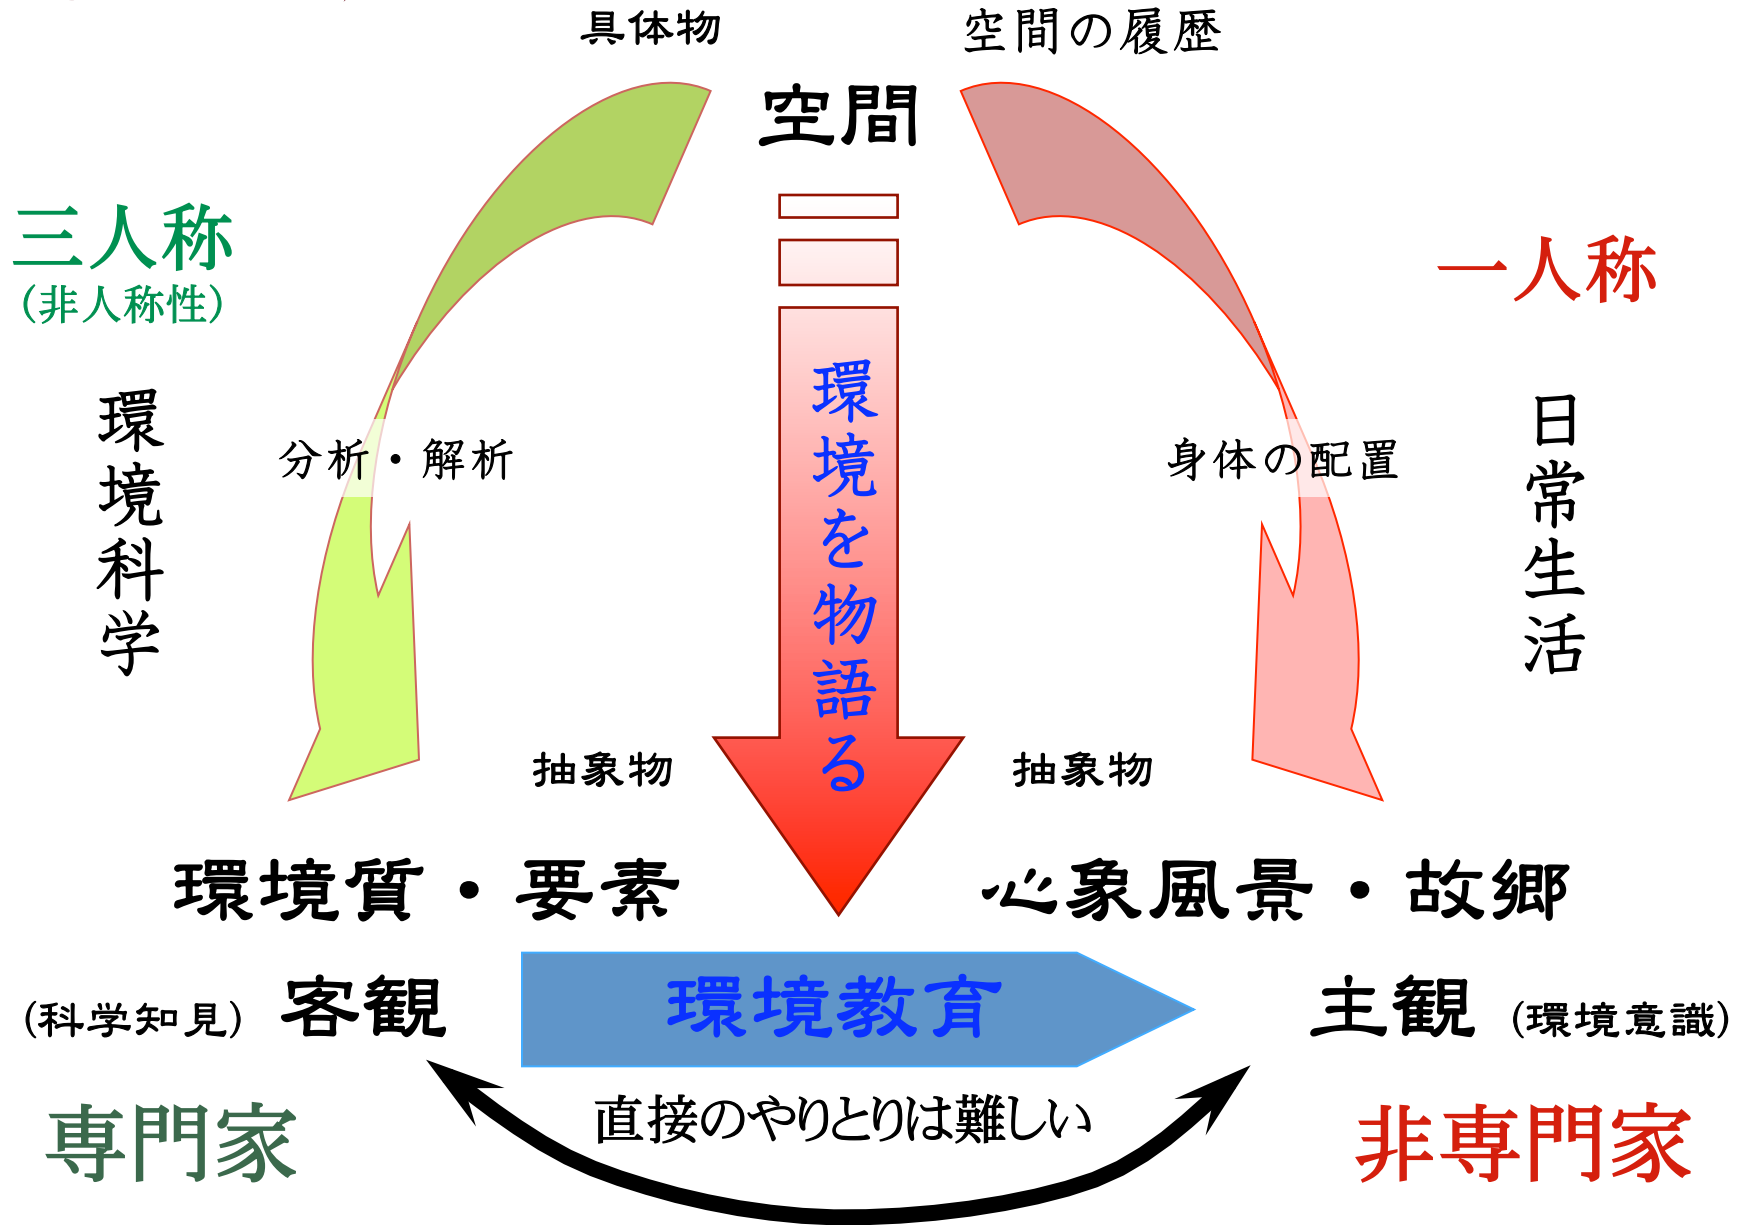 具体物
空間の履歴
空間
三人称
(非人称性)
一人称
環境科学
分析・解析
環境を物語る
身体の配置
日常生活
抽象物
抽象物
環境質・要素
心象風景・故郷
(科学知見)
客観
環境教育
主観
(環境意識)
直接のやりとりは難しい
専門家
非専門家